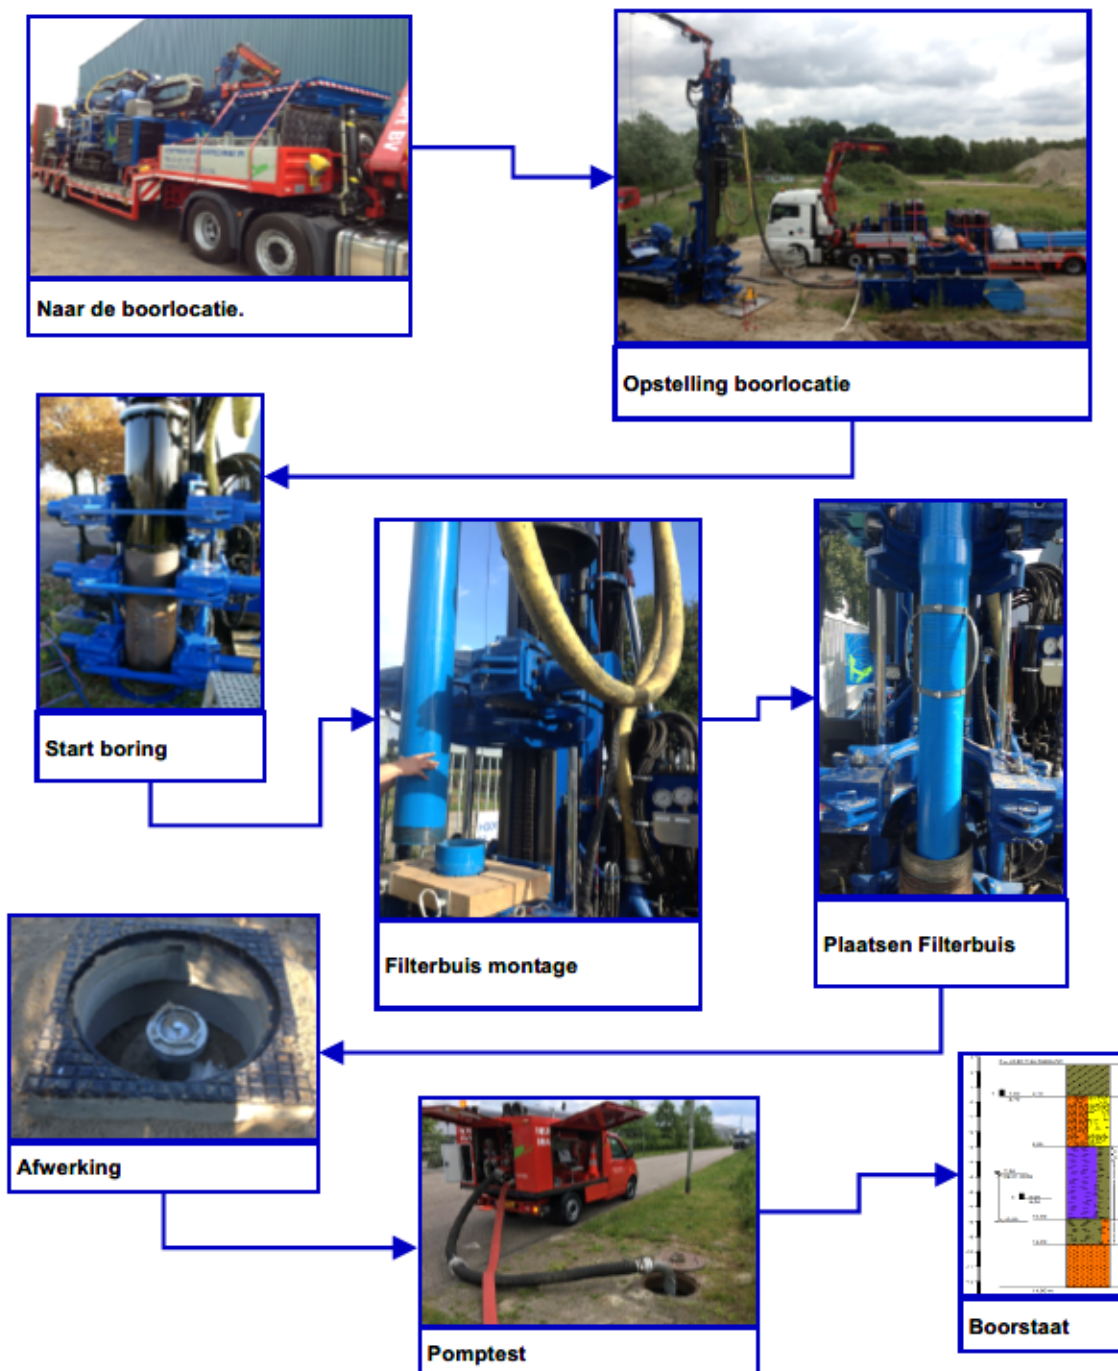 Naar de boorlocatie.
Opstelling boorlocatie
Start boring
Filterbuis montage
Plaatsen Filterbuis
Afwerking
Pomptest
Boorstaat